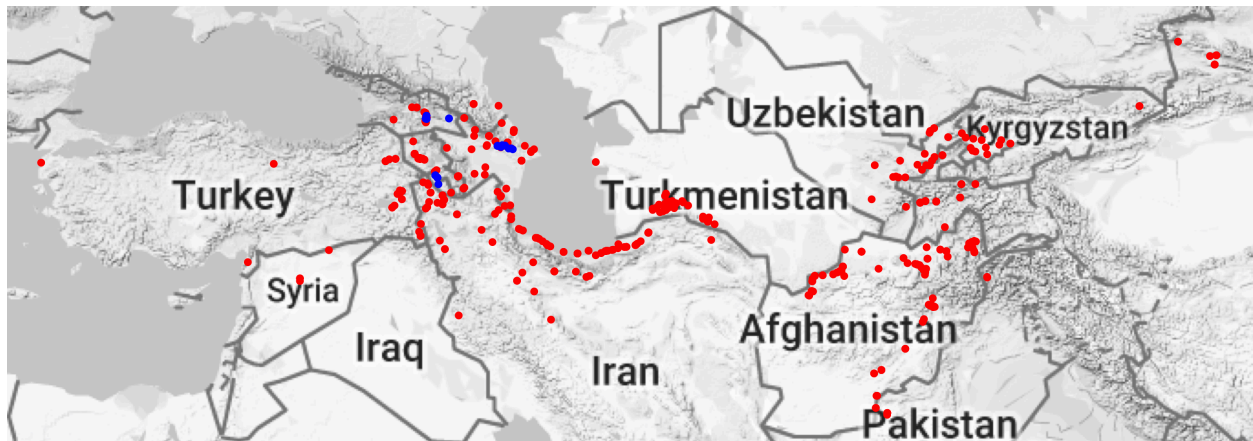 Uzbekistan
Kyrgyzstan
Turkey
Turkmenistan
Syria
Afghanistan
Iraq
Iran
Pakistan